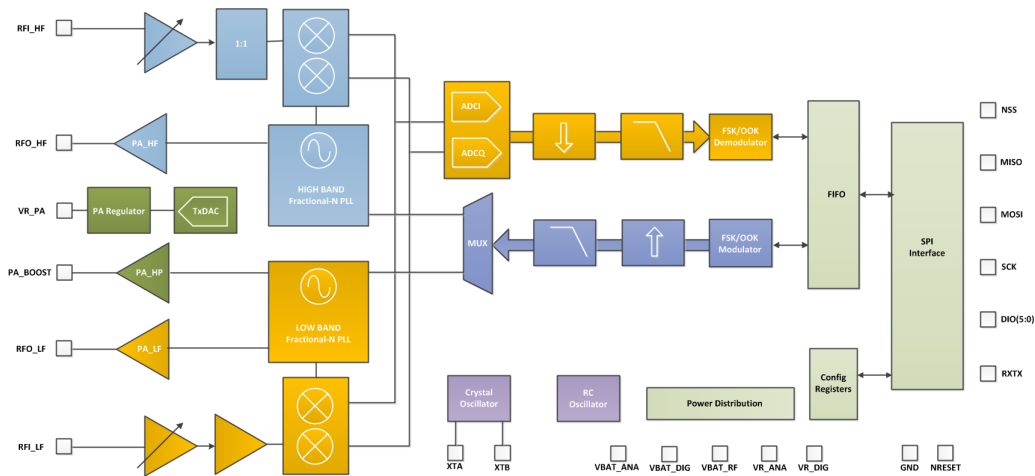 RFI_HF
1:1
ADCI
ADCQ
FSK/OOK
Demodulator
NSS
RFO_HF
PA_HF
HIGH BAND
Fractional-N PLL
MISO
FIFO
VR_PA
PA Regulator
TxDAC
MOSI
MUX
FSK/OOK
Modulator
SPI
Interface
PA_BOOST
PA_HP
SCK
LOW BAND
Fractional-N PLL
DIO(5:0)
RFO_LF
PA_LF
RXTX
Config
Registers
Crystal
Oscillator
RC
Oscillator
Power Distribution
RFI_LF
XTA
XTB
VBAT_ANA
VBAT_DIG
VBAT_RF
VR_ANA
VR_DIG
GND
NRESET